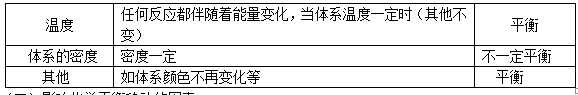 温度 任何反应都伴随着能量变化，当体系温度一定时（其他不变） 平衡
体系的密度 密度一定 不一定平衡
其他 如体系颜色不再变化等 平衡